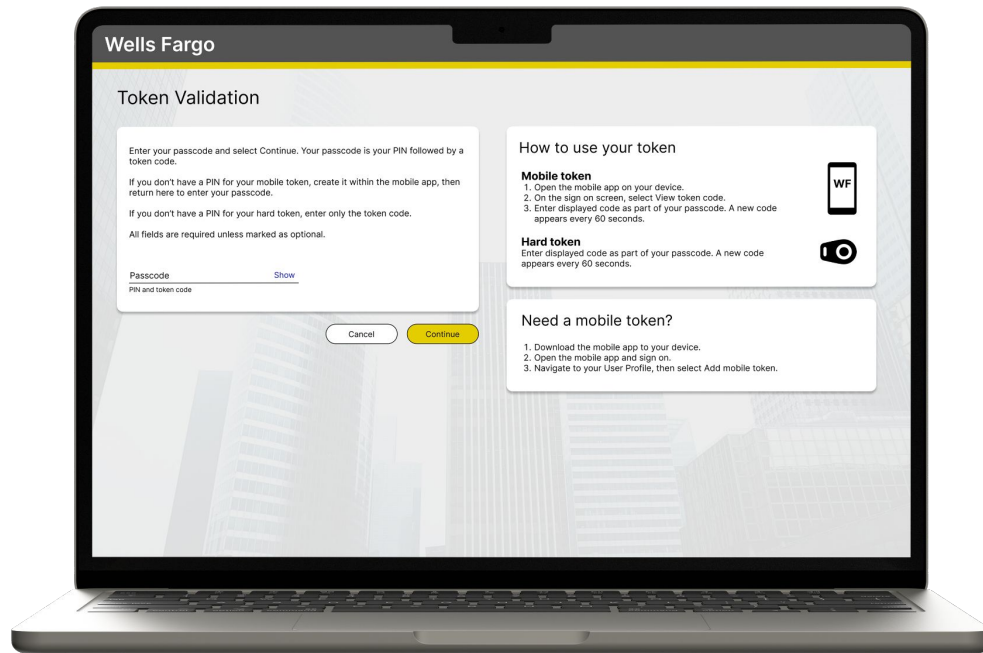 Wells Fargo
Token Validation
Enter your passcode and select Continue. Your passcode is your PIN followed by a
token code.
If you don't have a PIN for your mobile token, create it within the mobile app, then
return here to enter your passcode.
If you don't have a PIN for your hard token, enter only the token code.
All fields are required unless marked as optional.
Passcode Show
PIN and token code
Cancel Continue
How to use your token
Mobile token
1. Open the mobile app on your device.
2. On the sign on screen, select View token code.
3. Enter displayed code as part of your passcode. A new code
appears every 60 seconds.
WF
Hard token
Enter displayed code as part of your passcode. A new code
appears every 60 seconds.
Need a mobile token?
1. Download the mobile app to your device.
2. Open the mobile app and sign on.
3. Navigate to your User Profile, then select Add mobile token.